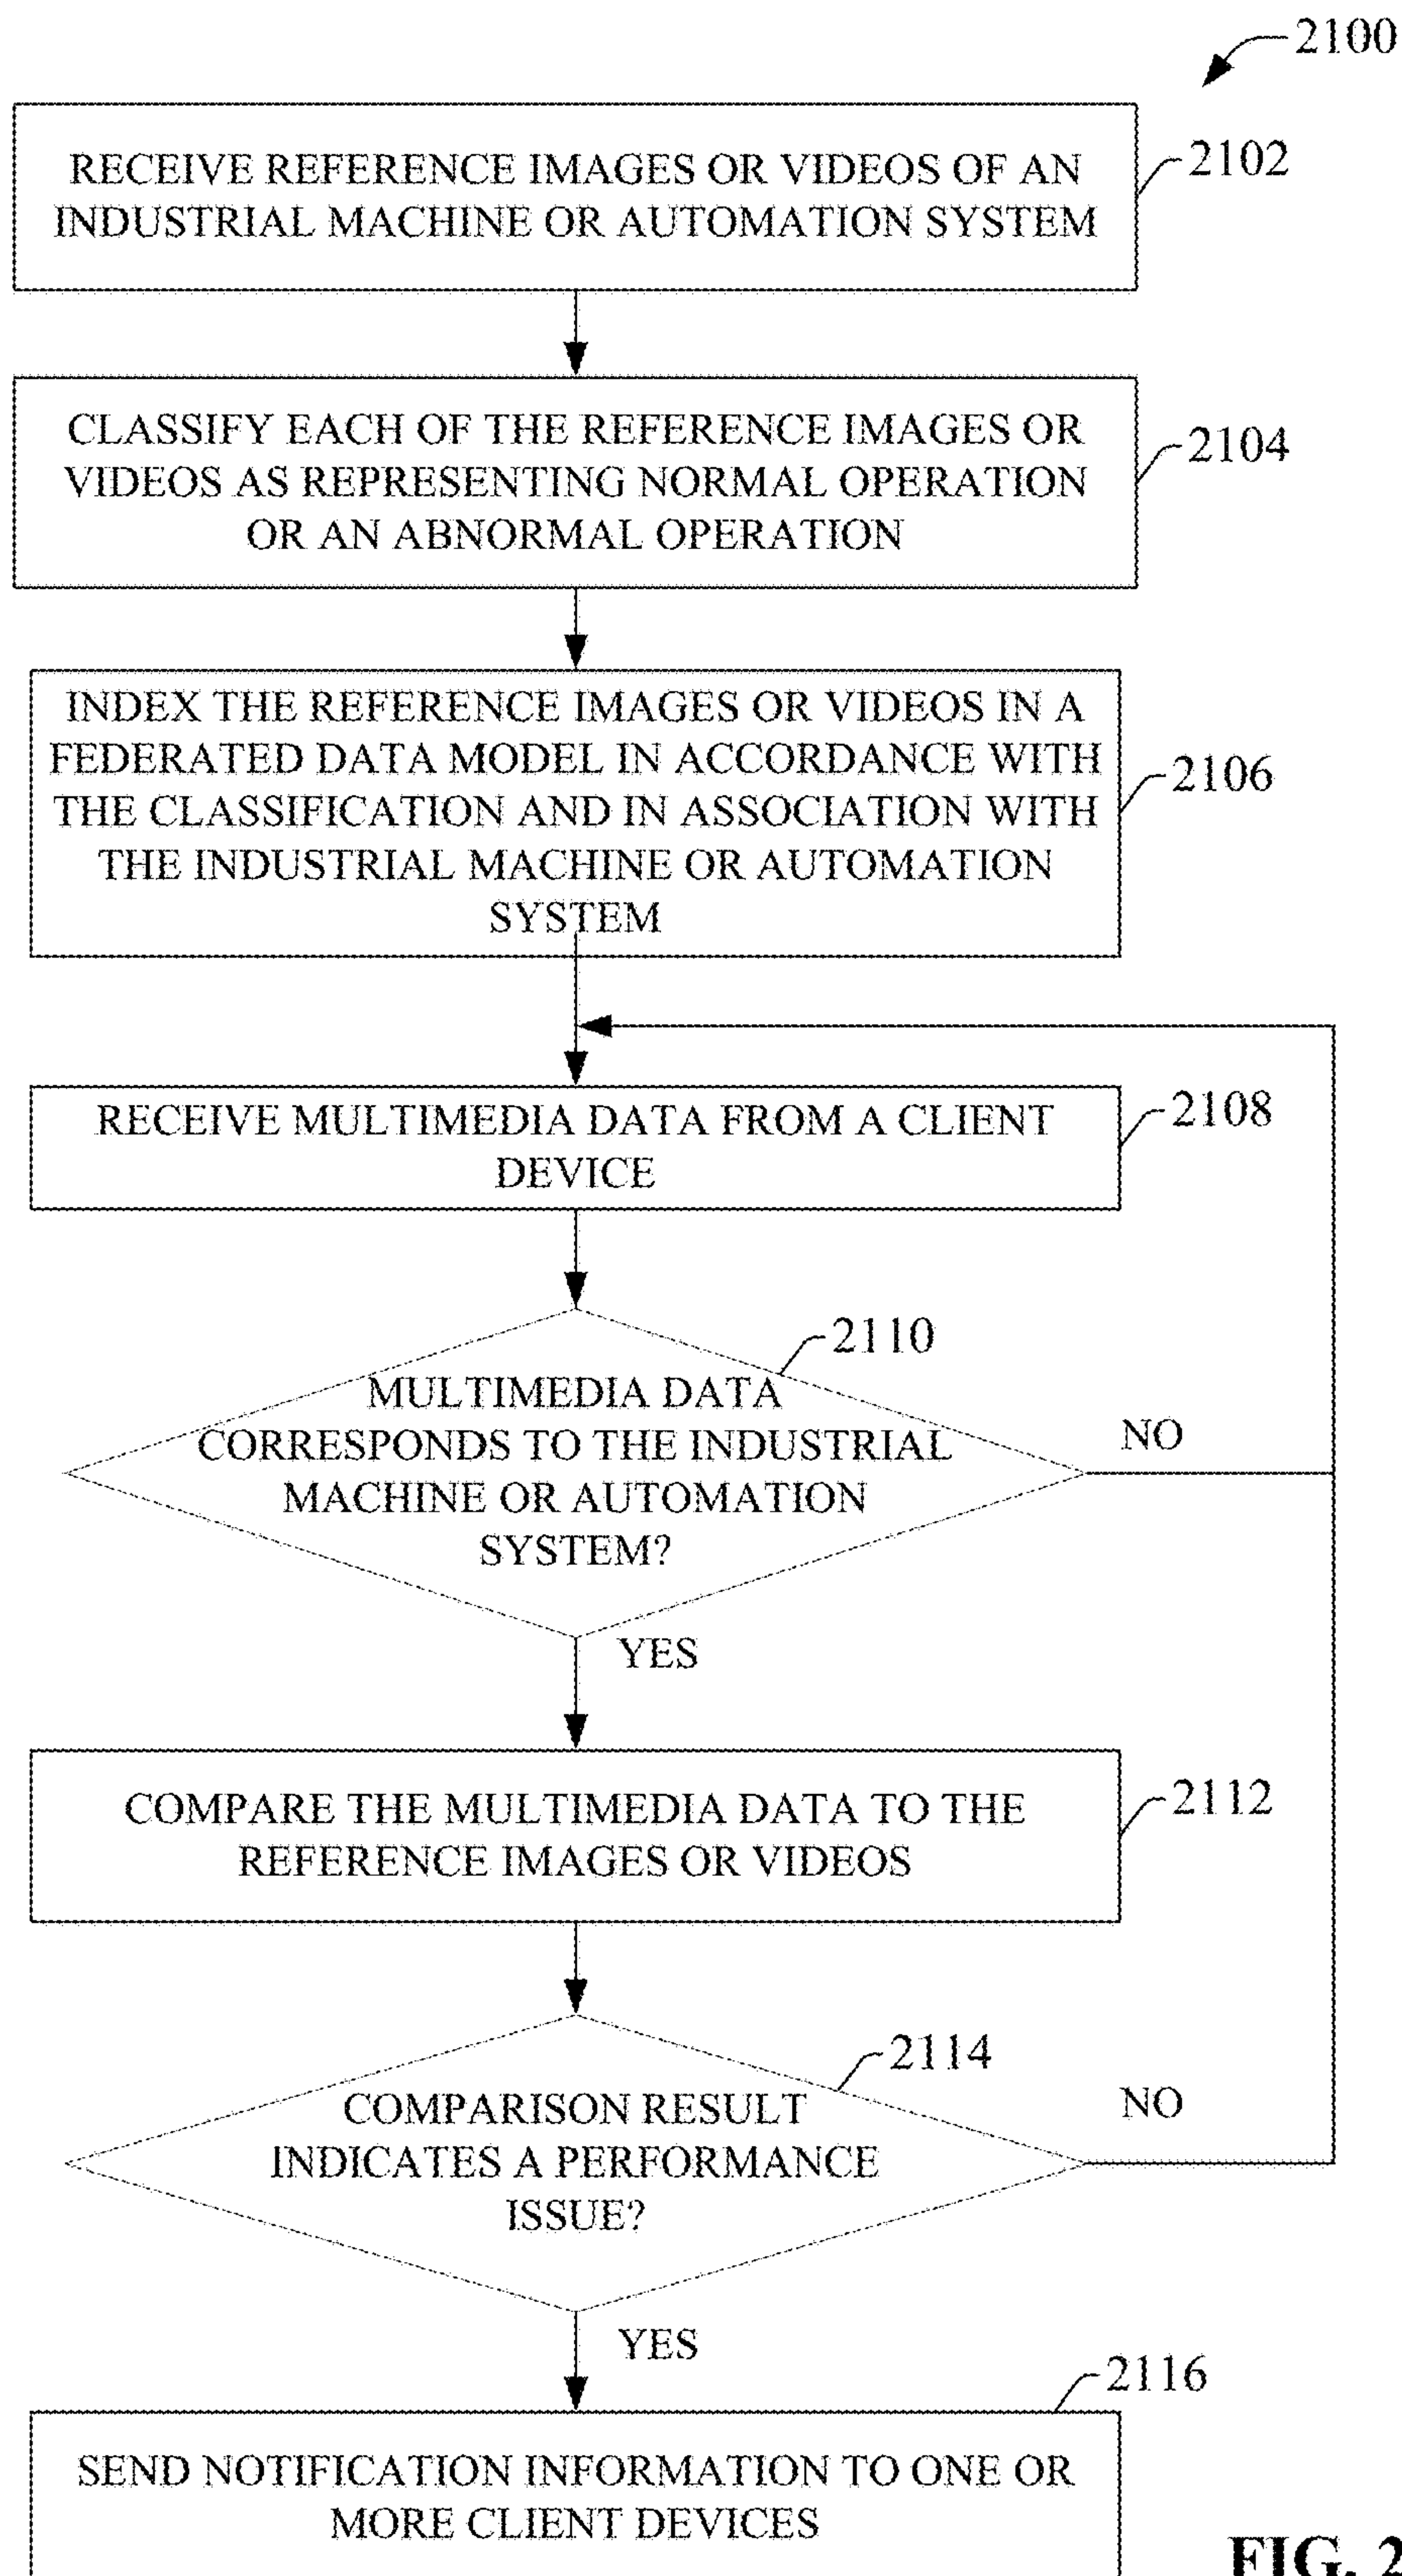 2100
RECEIVE REFERENCE IMAGES OR VIDEOS OF AN
INDUSTRIAL MACHINE OR AUTOMATION SYSTEM
2102
CLASSIFY EACH OF THE REFERENCE IMAGES OR
VIDEOS AS REPRESENTING NORMAL OPERATION
OR AN ABNORMAL OPERATION
2104
INDEX THE REFERENCE IMAGES OR VIDEOS IN A
FEDERATED DATA MODEL IN ACCORDANCE WITH
THE CLASSIFICATION AND IN ASSOCIATION WITH
THE INDUSTRIAL MACHINE OR AUTOMATION
SYSTEM
2106
RECEIVE MULTIMEDIA DATA FROM A CLIENT
DEVICE
2108
2110
MULTIMEDIA DATA
CORRESPONDS TO THE INDUSTRIAL
MACHINE OR AUTOMATION
SYSTEM?
NO
YES
COMPARE THE MULTIMEDIA DATA TO THE
REFERENCE IMAGES OR VIDEOS
2112
2114
COMPARISON RESULT
INDICATES A PERFORMANCE
ISSUE?
NO
YES
2116
SEND NOTIFICATION INFORMATION TO ONE OR
MORE CLIENT DEVICES
FIG. 2